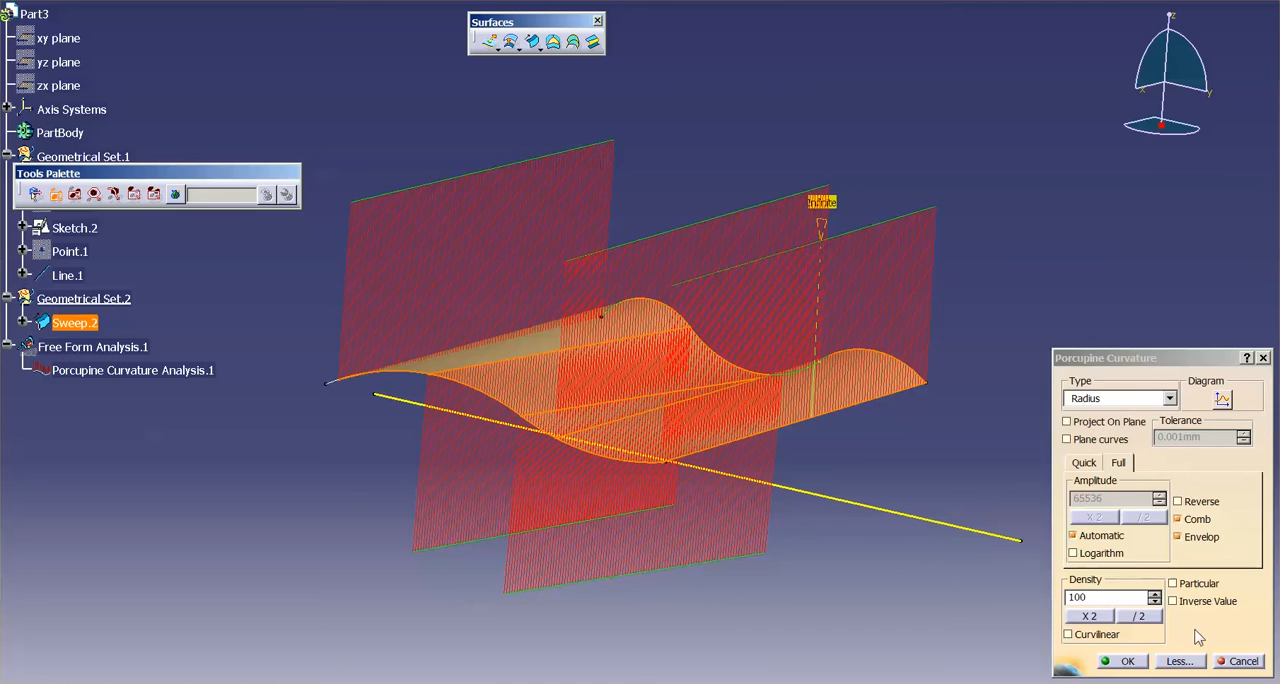 Part3
xy plane
yz plane
zx plane
Axis Systems
PartBody
Geometrical Set.1
Tools Palette
Sketch.2
Point.1
Line.1
Geometrical Set.2
Sweep.2
Free Form Analysis.1
Porcupine Curvature Analysis.1
Surfaces
z
x
y
Porcupine Curvature
?
Type
Diagram
Radius
Project On Plane
Tolerance
Plane curves
0.001mm
Quick
Full
Amplitude
65536
Reverse
X 2
/ 2
Comb
Automatic
Envelop
Logarithm
Density
Particular
100
Inverse Value
X 2
/ 2
Curvilinear
OK
Less...
Cancel